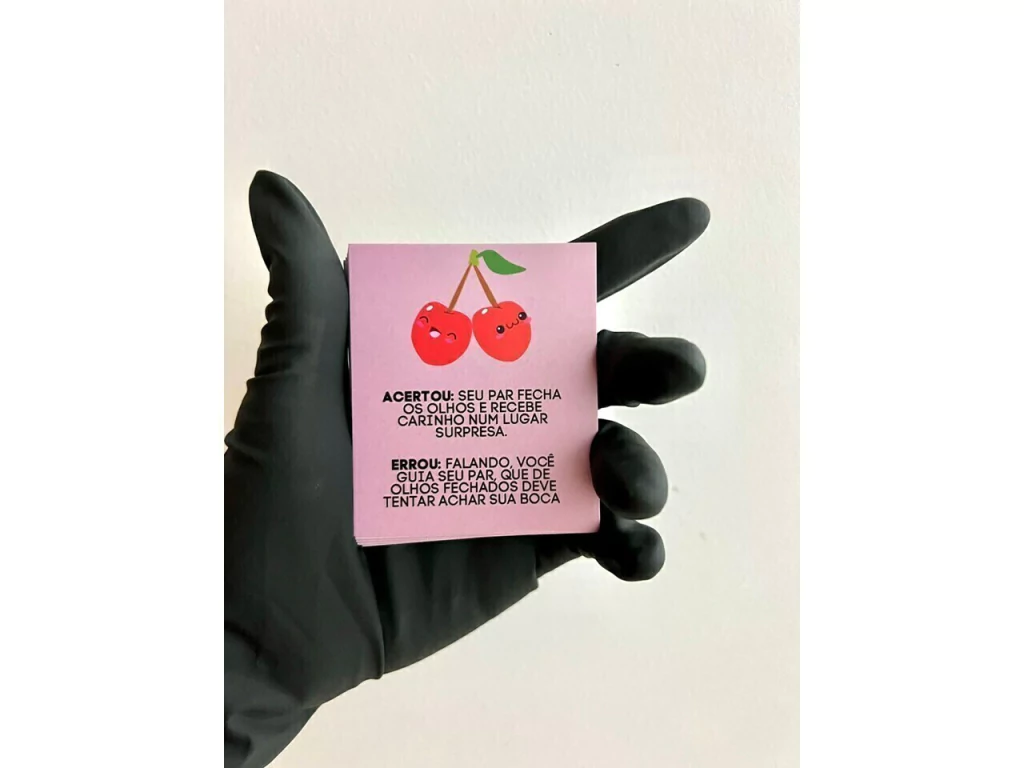 ACERTOU: SEU PAR FECHA
OS OLHOS E RECEBE
CARINHO NUM LUGAR
SURPRESA.
ERROU: FALANDO, VOCÊ
GUIA SEU PAR, QUE DE
OLHOS FECHADOS DEVE
TENTAR ACHAR SUA BOCA